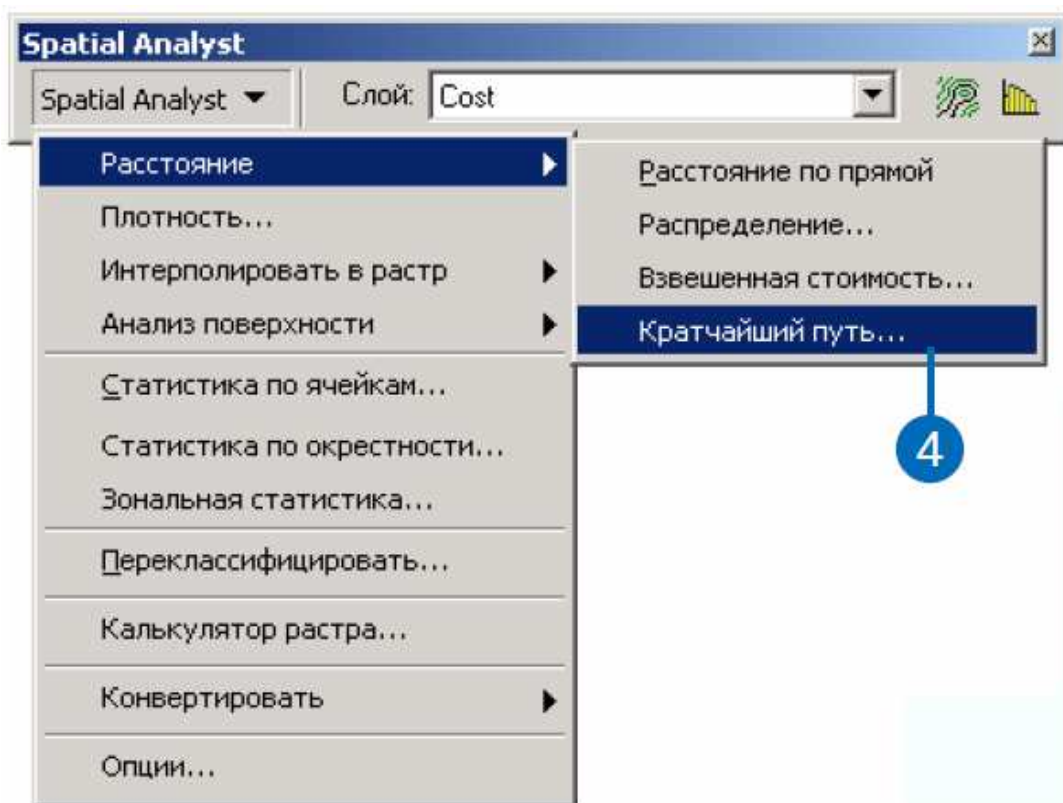 Spatial Analyst
Spatial Analyst Слой: Cost
Расстояние
Плотность...
Интерполировать в растр
Анализ поверхности
Статистика по ячейкам...
Статистика по окрестности...
Зональная статистика...
Переклассифицировать...
Калькулятор растра...
Конвертировать
Опции...
Расстояние по прямой
Распределение...
Взвешенная стоимость...
Кратчайший путь...
4